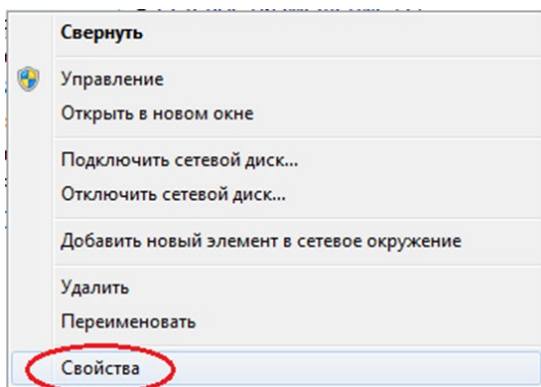 Свернуть
Управление
Открыть в новом окне
Подключить сетевой диск...
Отключить сетевой диск...
Добавить новый элемент в сетевое окружение
Удалить
Переименовать
Свойства